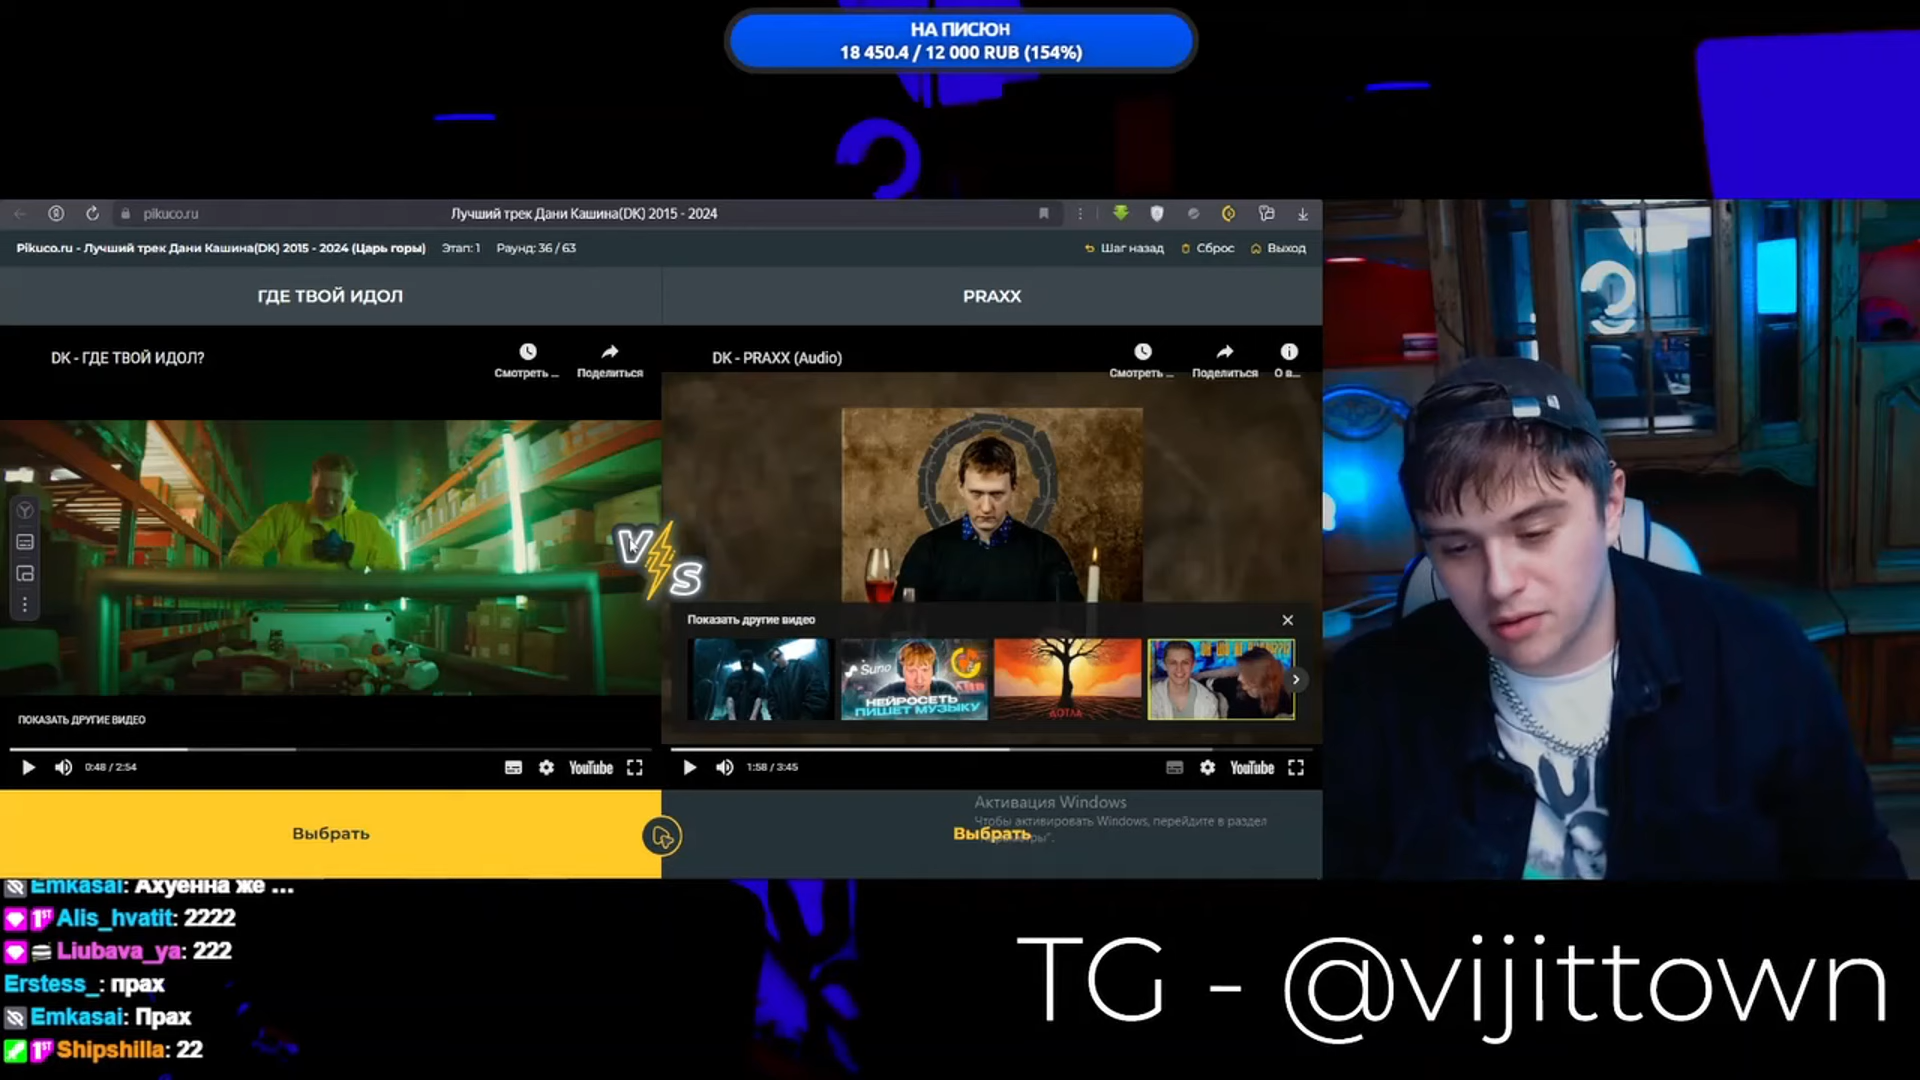 НА ПИСЮН
18 450.4 / 12 000 RUB (154%)
pikuco.ru
Лучший трек Дани Кашина(DK) 2015 - 2024
Pikuco.ru - Лучший трек Дани Кашина(DK) 2015 - 2024 (Царь горы) Этап: 1 Раунд: 36 / 63
Шаг назад Сброс Выход
ГДЕ ТВОЙ ИДОЛ
PRAXX
DK - ГДЕ ТВОЙ ИДОЛ?
Смотреть ... Поделиться
DK - PRAXX (Audio)
Смотреть ... Поделиться О в...
VS
Показать другие видео
Suno
НЕЙРОСЕТЬ
ПИШЕТ МУЗЫКУ
ДОТЛА
ПОКАЗАТЬ ДРУГИЕ ВИДЕО
0:48 / 2:54
YouTube
1:58 / 3:45
YouTube
Выбрать
Выбрать
Активация Windows
Чтобы активировать Windows, перейдите в раздел
Emkasai: Ахуенна же ...
1ST Alis_hvatit: 2222
Liubava_ya: 222
Erstess_: прах
Emkasai: Прах
1ST Shipshilla: 22
TG - @vijittown